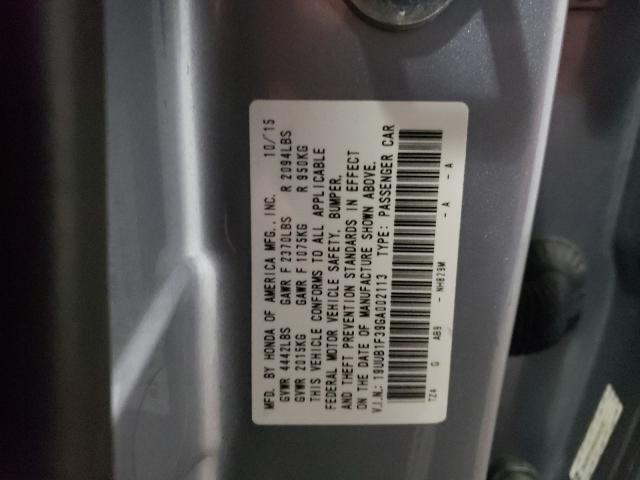 MFD. BY HONDA OF AMERICA MFG., INC. 10/15
GVWR 4442LBS GAWR F 2370LBS R 2094LBS
GVWR 2015KG GAWR F 1075KG R 950KG
THIS VEHICLE CONFORMS TO ALL APPLICABLE
FEDERAL MOTOR VEHICLE SAFETY, BUMPER,
AND THEFT PREVENTION STANDARDS IN EFFECT
ON THE DATE OF MANUFACTURE SHOWN ABOVE.
V.I.N.: 19UUB1F39GA002113 TYPE: PASSENGER CAR
TZ4 G AB9 - NH829M - A - A